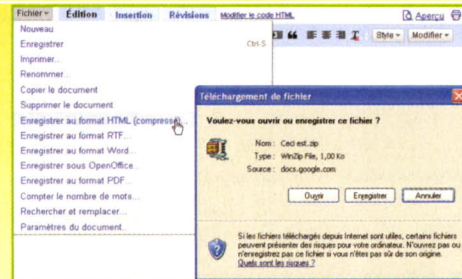 Fichier Édition Insertion Révisions Modifier le code HTML Aperçu
Nouveau
Enregistrer Ctrl-S
Style Modifier
Imprimer...
Renommer...
Copier le document
Supprimer le document
Enregistrer au format HTML (compressé)...
Enregistrer au format RTF...
Enregistrer au format Word...
Enregistrer sous OpenOffice...
Enregistrer au format PDF...
Compter le nombre de mots...
Rechercher et remplacer...
Paramètres du document...
Téléchargement de fichier
Voulez-vous ouvrir ou enregistrer ce fichier ?
Nom : Ceci est.zip
Type : WinZip File, 1,00 Ko
Source : docs.google.com
Ouvrir Enregistrer Annuler
Si les fichiers téléchargés depuis Internet sont utiles, certains fichiers
peuvent présenter des risques pour votre ordinateur. N'ouvrez pas ou
n'enregistrez pas ce fichier si vous n'êtes pas sûr de son origine.
Quels sont les risques ?